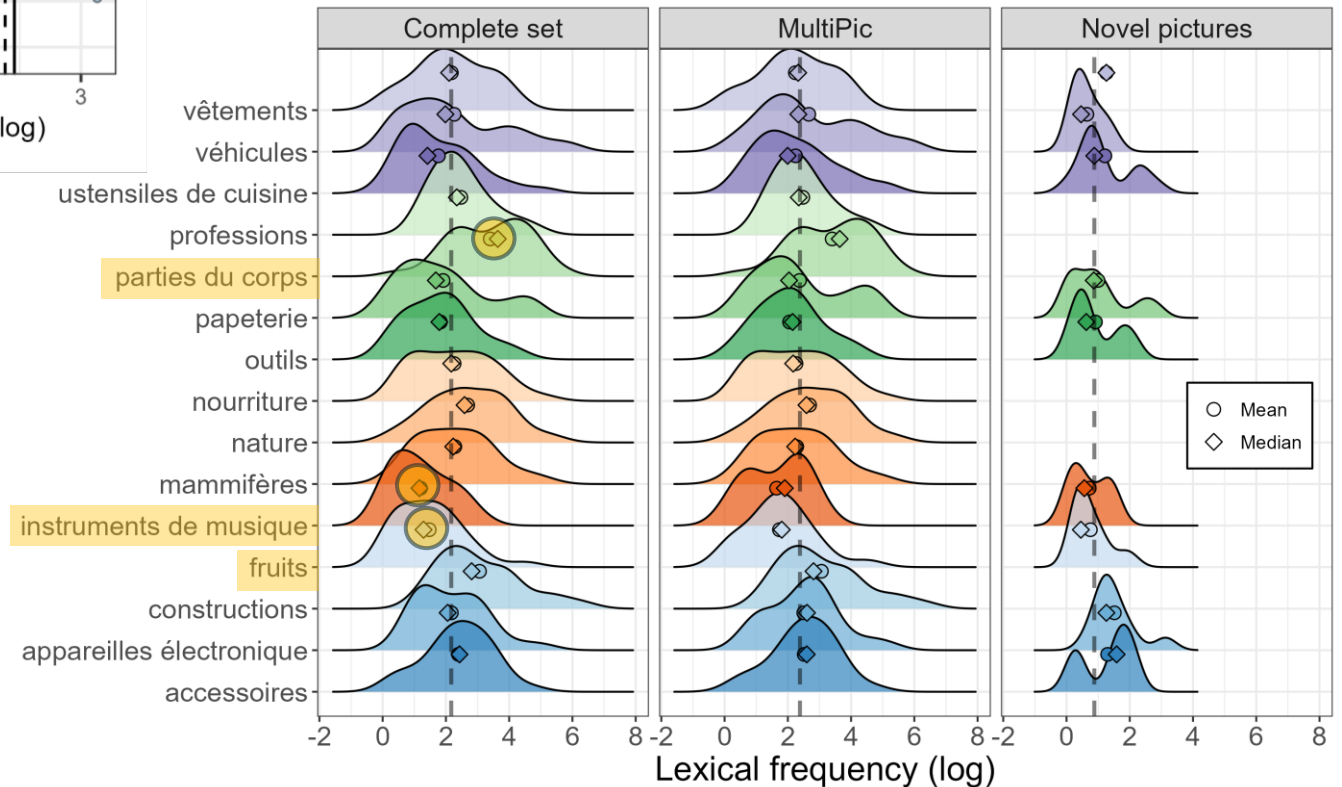 3
log)
Complete set
MultiPic
Novel pictures
vêtements
véhicules
ustensiles de cuisine
professions
parties du corps
papeterie
outils
nourriture
nature
mammifères
instruments de musique
fruits
constructions
appareilles électronique
accessoires
Mean
Median
-2 0 2 4 6 8
-2 0 2 4 6 8
-2 0 2 4 6 8
Lexical frequency (log)